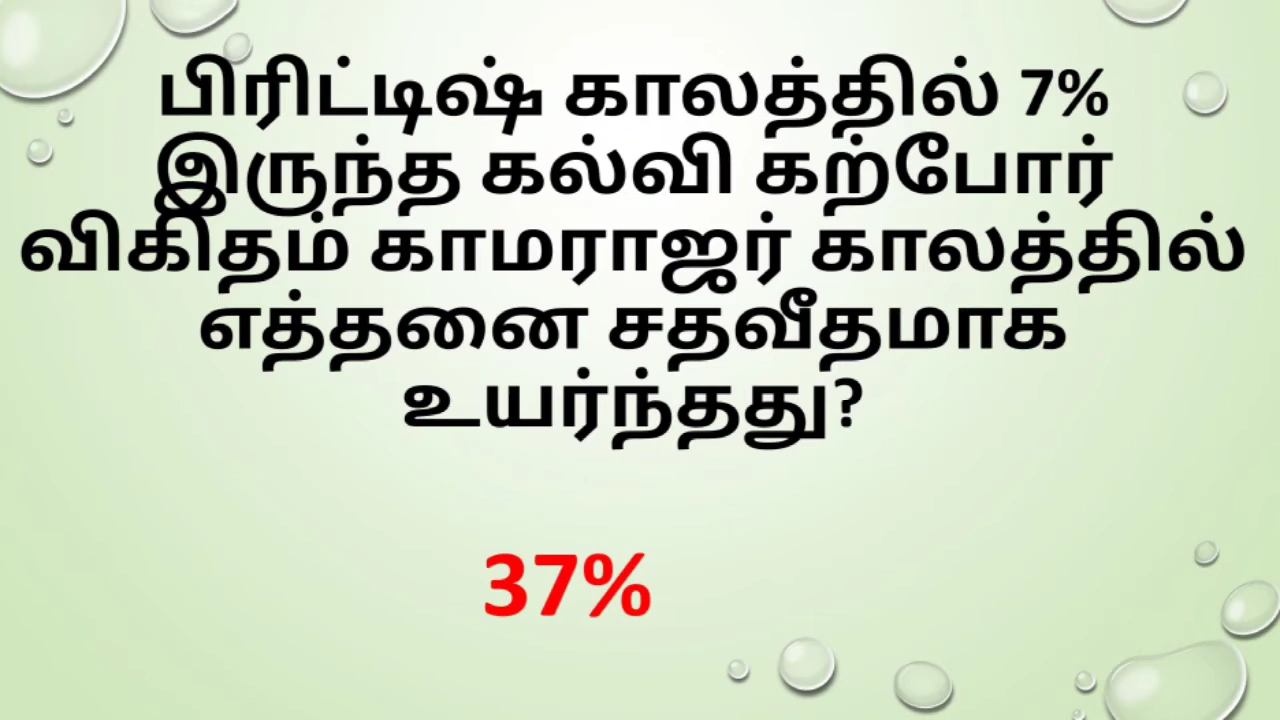 பிரிட்டிஷ் காலத்தில் 7%
இருந்த கல்வி கற்போர்
விகிதம் காமராஜர் காலத்தில்
எத்தனை சதவீதமாக
உயர்ந்தது?
37%